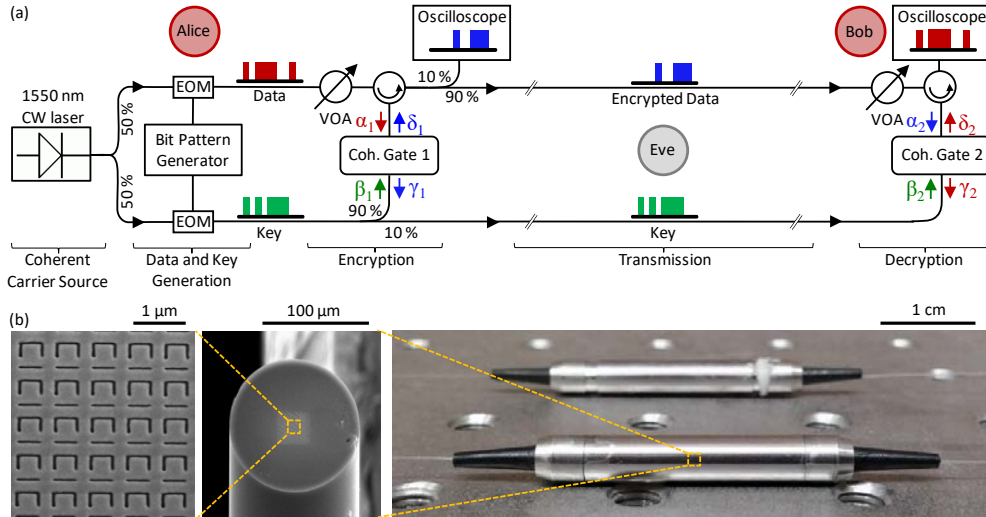 (a)
Alice
Oscilloscope
Bob
Oscilloscope
1550 nm
CW laser
50 %
50 %
EOM
Bit Pattern
Generator
EOM
Data
VOA
10 %
90 %
α1
δ1
Coh. Gate 1
β1
γ1
Key
90 %
10 %
Encrypted Data
Eve
Key
VOA
α2
δ2
Coh. Gate 2
β2
γ2
Coherent
Carrier Source
Data and Key
Generation
Encryption
Transmission
Decryption
(b)
1 µm
100 µm
1 cm